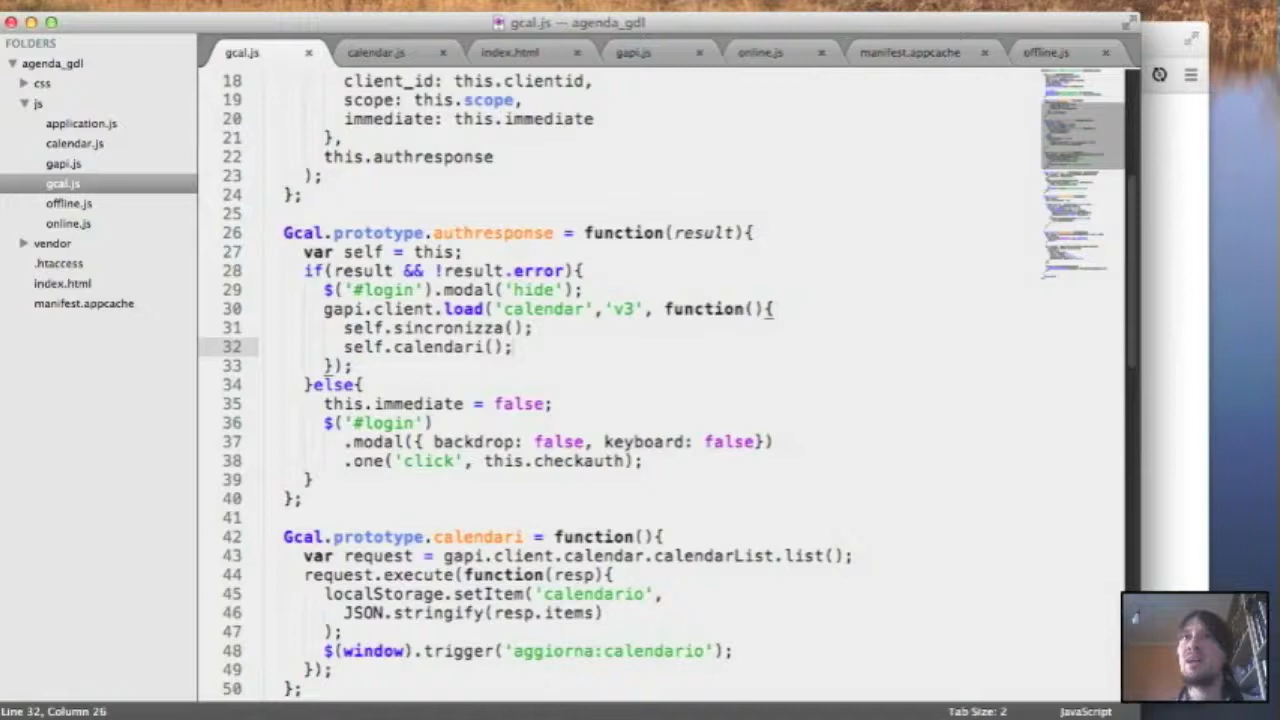 gcal.js — agenda_gdl
FOLDERS
agenda_gdl
css
js
application.js
calendar.js
gapi.js
gcal.js
offline.js
online.js
vendor
.htaccess
index.html
manifest.appcache
gcal.js × calendar.js × index.html × gapi.js × online.js × manifest.appcache × offline.js ×
18 client_id: this.clientid,
19 scope: this.scope,
20 immediate: this.immediate
21 },
22 this.authresponse
23 );
24 };
25
26 Gcal.prototype.authresponse = function(result){
27 var self = this;
28 if(result && !result.error){
29 $('#login').modal('hide');
30 gapi.client.load('calendar','v3', function(){
31 self.sincronizza();
32 self.calendari();
33 });
34 }else{
35 this.immediate = false;
36 $('#login')
37 .modal({ backdrop: false, keyboard: false})
38 .one('click', this.checkauth);
39 }
40 };
41
42 Gcal.prototype.calendari = function(){
43 var request = gapi.client.calendar.calendarList.list();
44 request.execute(function(resp){
45 localStorage.setItem('calendario',
46 JSON.stringify(resp.items)
47 );
48 $(window).trigger('aggiorna:calendario');
49 });
50 };
Line 32, Column 26
Tab Size: 2
JavaScript